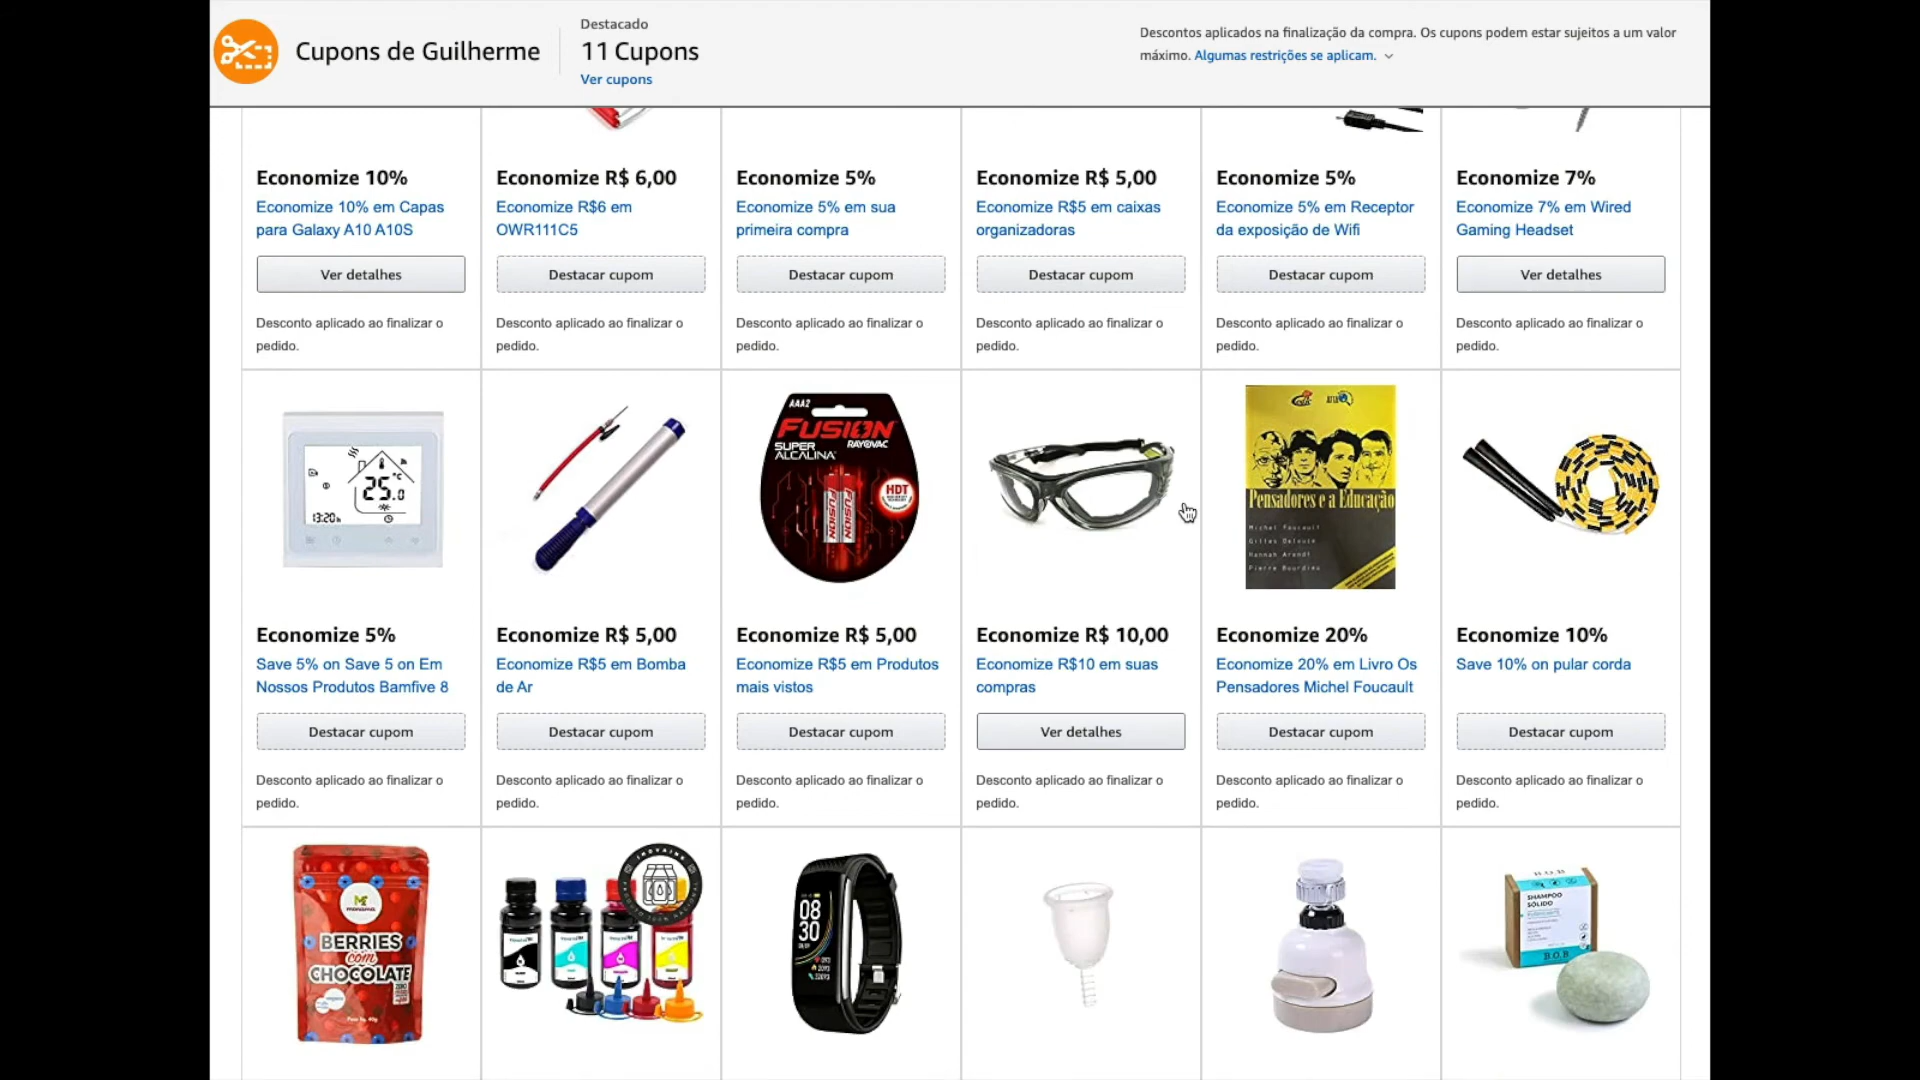 Cupons de Guilherme
Destacado
11 Cupons
Ver cupons
Descontos aplicados na finalização da compra. Os cupons podem estar sujeitos a um valor
máximo. Algumas restrições se aplicam.
Economize 10%
Economize 10% em Capas
para Galaxy A10 A10S
Ver detalhes
Desconto aplicado ao finalizar o
pedido.
Economize R$ 6,00
Economize R$6 em
OWR111C5
Destacar cupom
Desconto aplicado ao finalizar o
pedido.
Economize 5%
Economize 5% em sua
primeira compra
Destacar cupom
Desconto aplicado ao finalizar o
pedido.
Economize R$ 5,00
Economize R$5 em caixas
organizadoras
Destacar cupom
Desconto aplicado ao finalizar o
pedido.
Economize 5%
Economize 5% em Receptor
da exposição de Wifi
Destacar cupom
Desconto aplicado ao finalizar o
pedido.
Economize 7%
Economize 7% em Wired
Gaming Headset
Ver detalhes
Desconto aplicado ao finalizar o
pedido.
25.0
°C
13:20
Economize 5%
Save 5% on Save 5 on Em
Nossos Produtos Bamfive 8
Destacar cupom
Desconto aplicado ao finalizar o
pedido.
Economize R$ 5,00
Economize R$5 em Bomba
de Ar
Destacar cupom
Desconto aplicado ao finalizar o
pedido.
AAA2
FUSION
SUPER
RAYOVAC
ALCALINA
HDT
FUSION
FUSION
Economize R$ 5,00
Economize R$5 em Produtos
mais vistos
Destacar cupom
Desconto aplicado ao finalizar o
pedido.
Economize R$ 10,00
Economize R$10 em suas
compras
Ver detalhes
Desconto aplicado ao finalizar o
pedido.
Pensadores e a Educação
Michel Foucault
Gilles Deleuze
Hannah Arendt
Pierre Bourdieu
Economize 20%
Economize 20% em Livro Os
Pensadores Michel Foucault
Destacar cupom
Desconto aplicado ao finalizar o
pedido.
Economize 10%
Save 10% on pular corda
Destacar cupom
Desconto aplicado ao finalizar o
pedido.
BERRIES
com
CHOCOLATE
ZERO
08
30
B.O.B
SHAMPOO
SÓLIDO
B.O.B